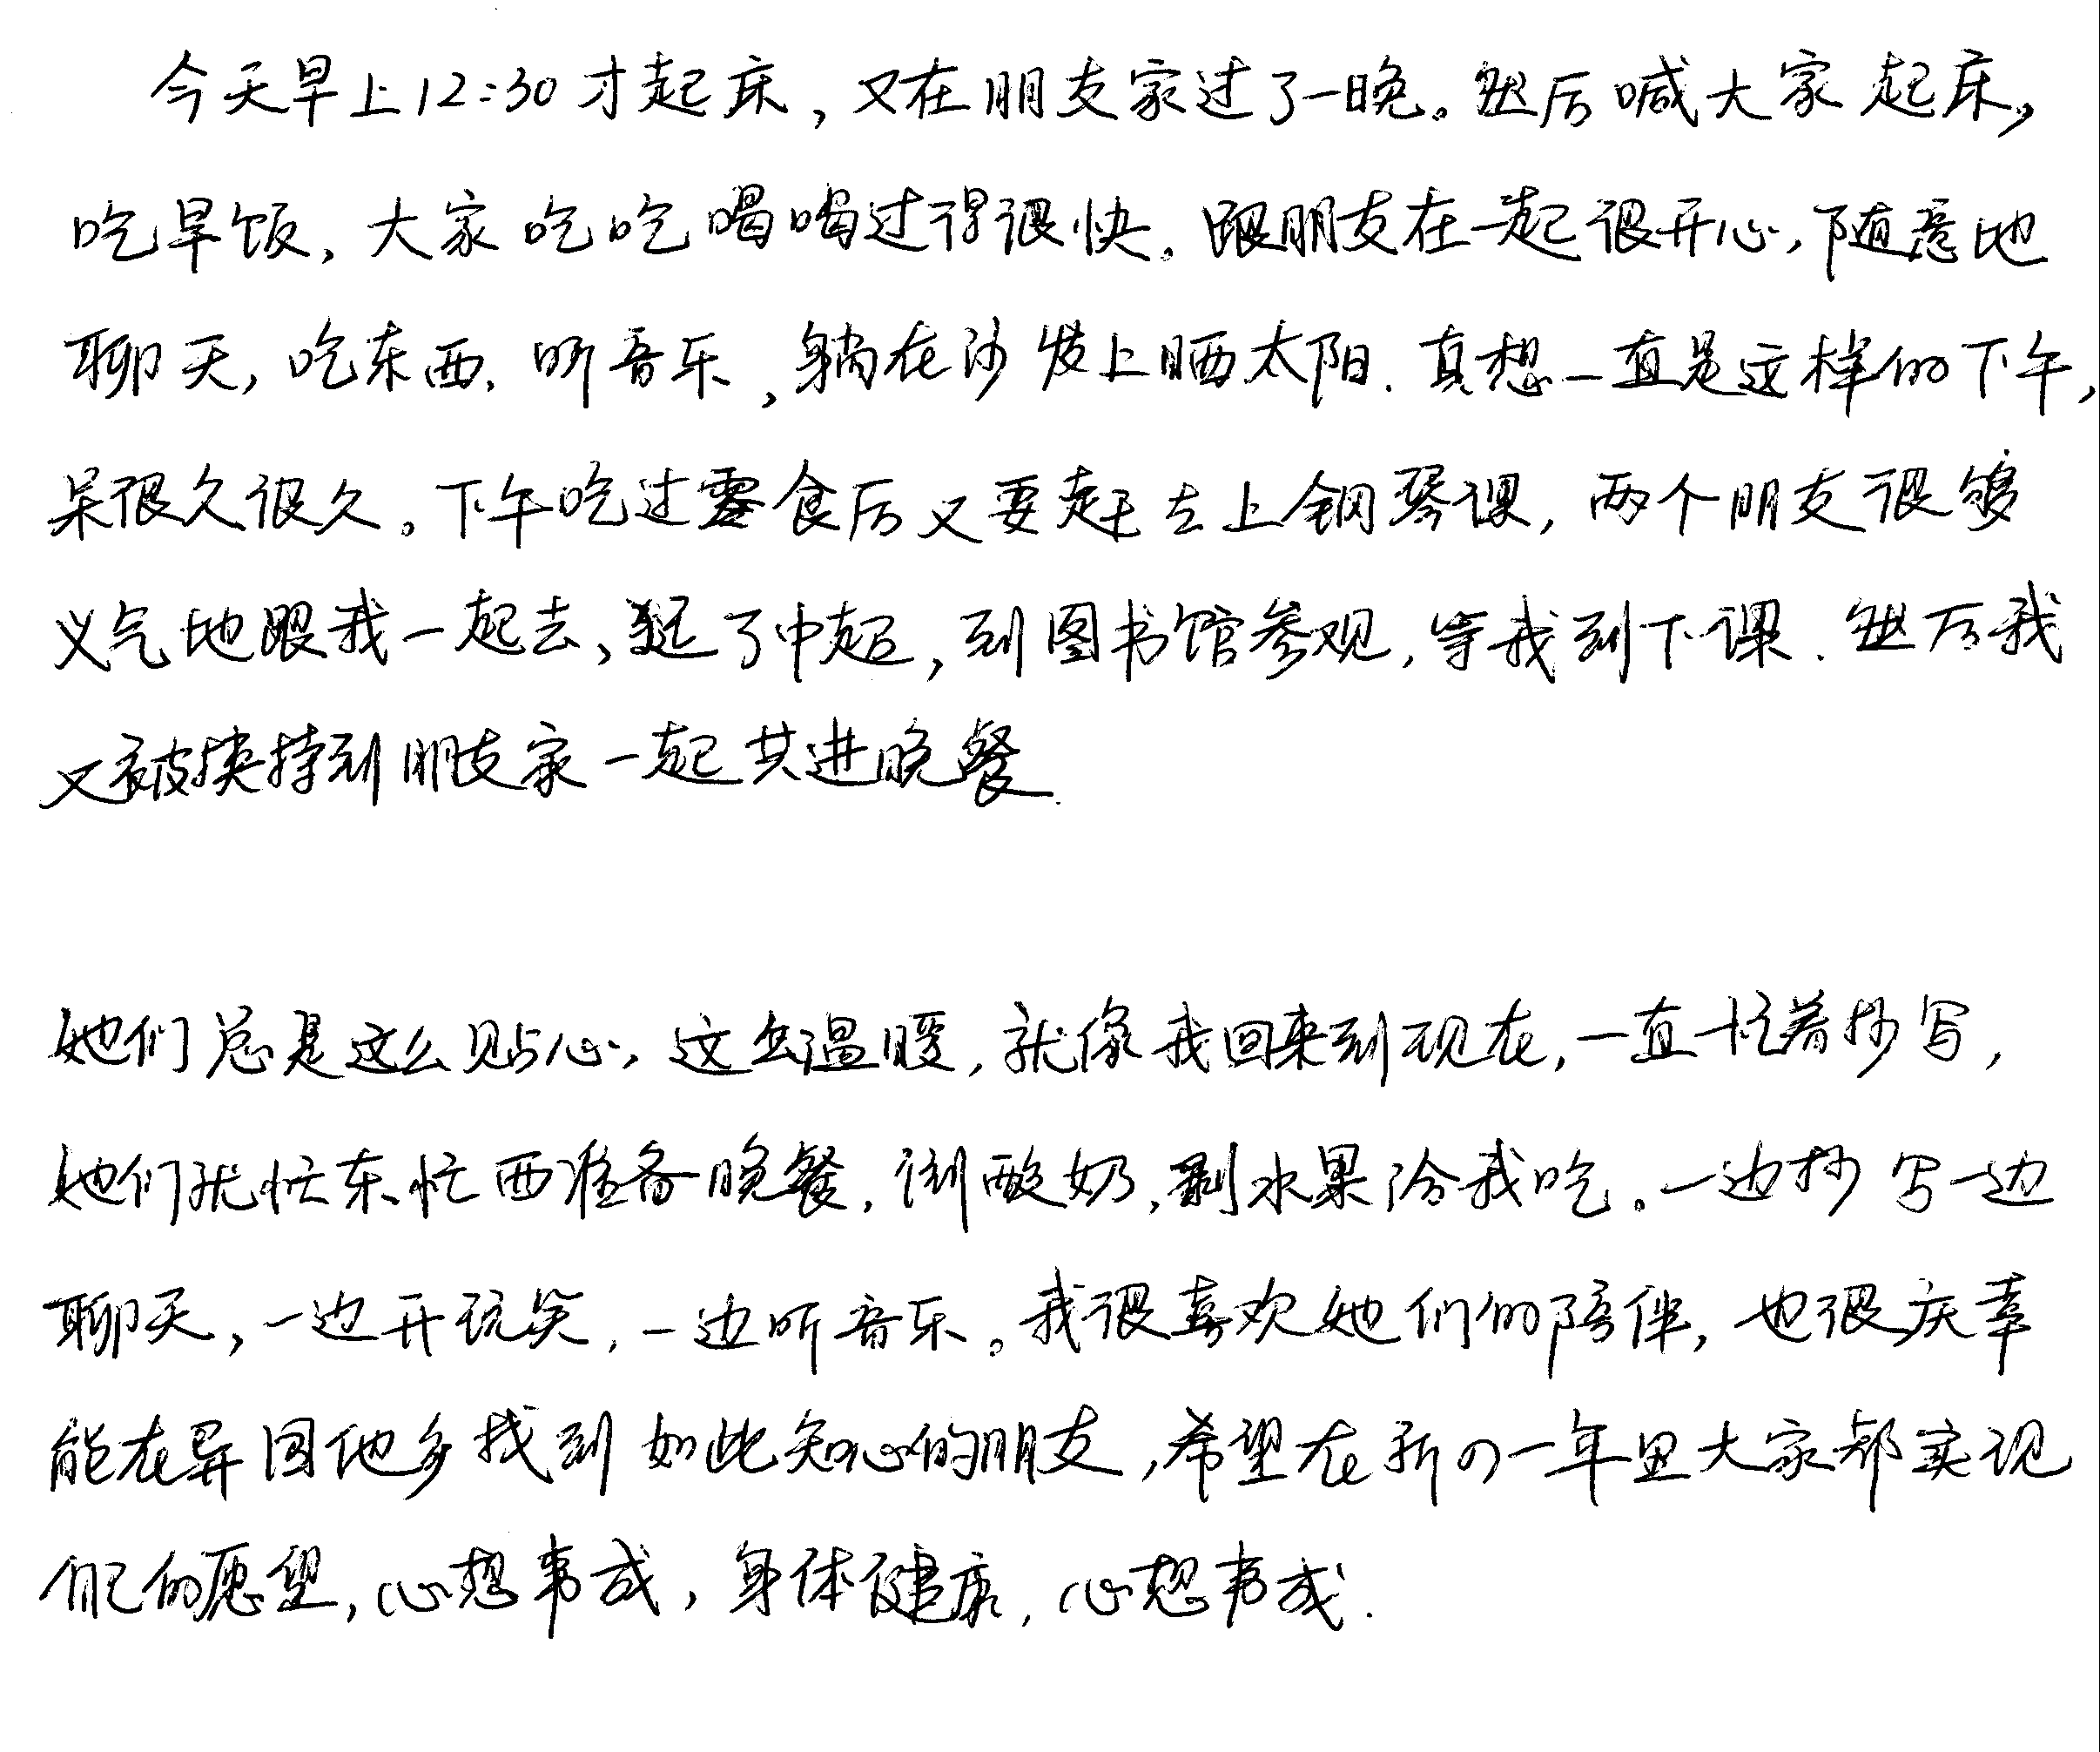 今天早上12:30才起床,又在朋友家过了一晚。然后喊大家起床,
吃早饭,大家吃吃喝喝过得很快。跟朋友在一起很开心,随意地
聊天,吃东西,听音乐,躺在沙发上晒太阳.真想一直是这样的下午,
呆很久很久。下午吃过零食后又要赶去上钢琴课,两个朋友很够
义气地跟我一起去,逛了中超,到图书馆参观,等我到下课.然后我
又被挟持到朋友家一起共进晚餐.
她们总是这么贴心,这么温暖,就像我回来到现在,一直忙着抄写,
她们就忙东忙西准备晚餐,倒酸奶,剥水果给我吃。一边抄写一边
聊天,一边开玩笑,一边听音乐。我很喜欢她们的陪伴,也很庆幸
能在异国他乡找到如此知心的朋友,希望在新の一年里大家都实现
自己的愿望,心想事成,身体健康,心想事成.